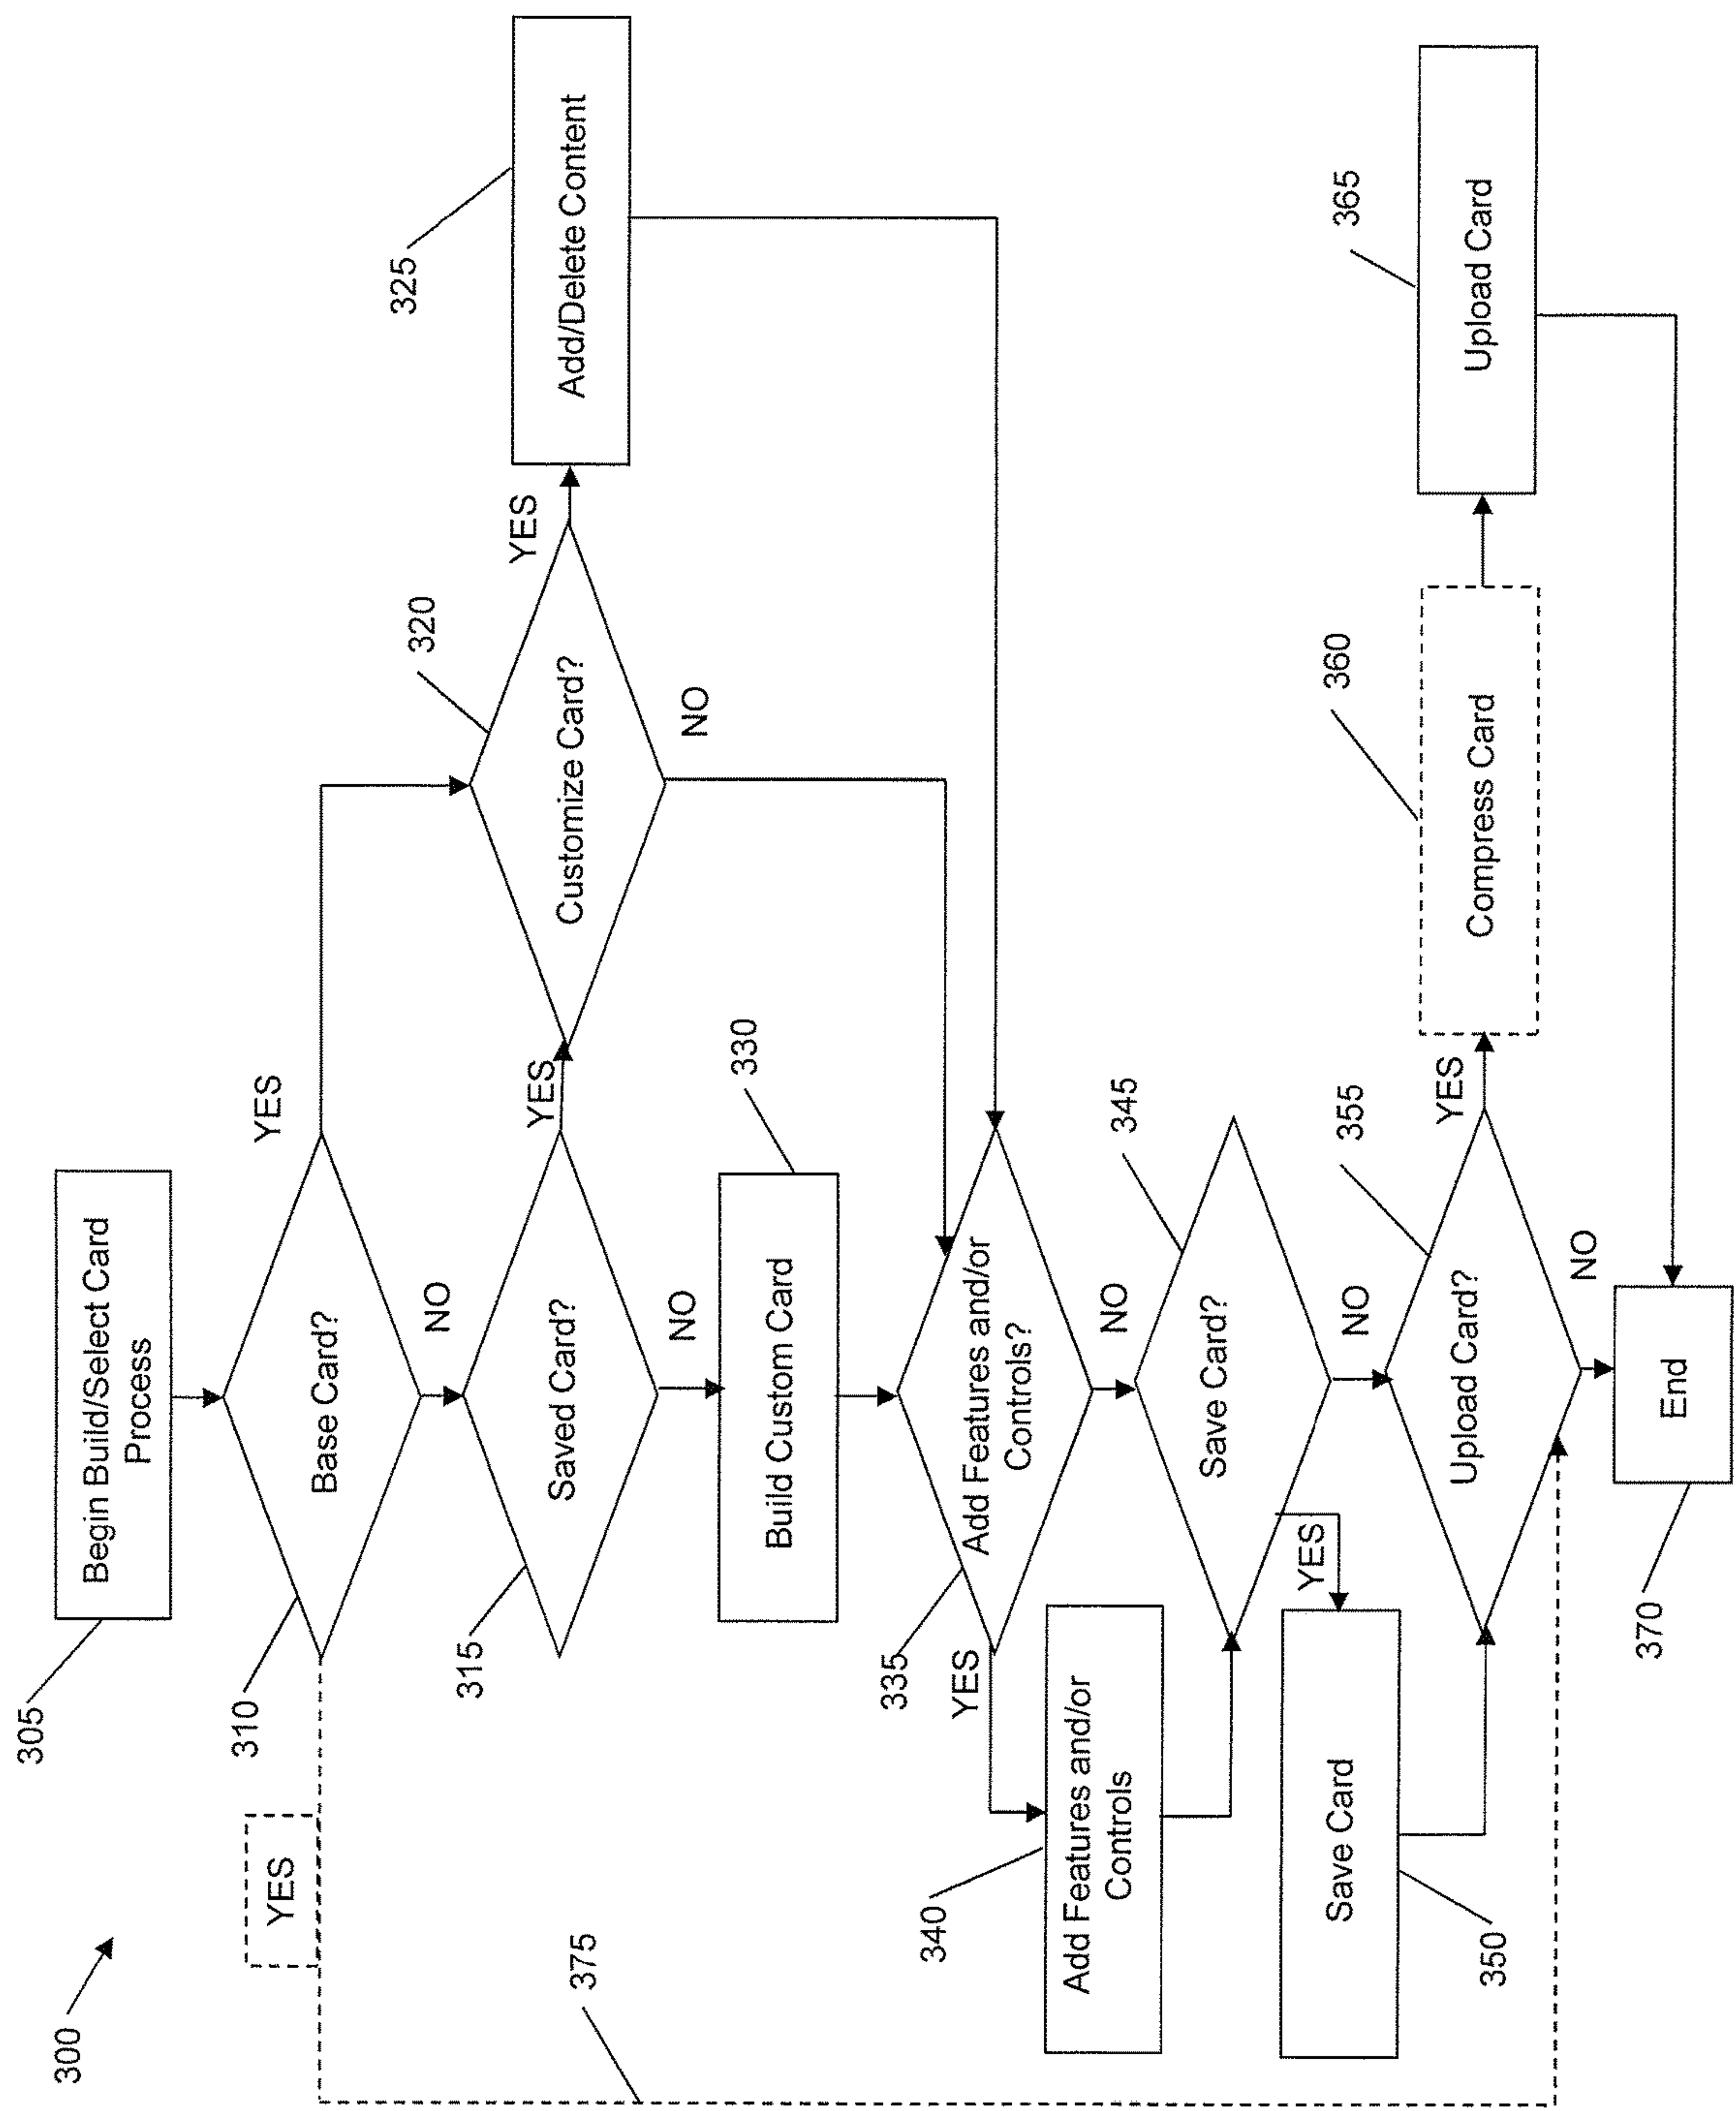 300
305
Begin Build/Select Card
Process
310
Base Card?
YES
YES
NO
315
Saved Card?
YES
NO
320
Customize Card?
YES
NO
325
Add/Delete Content
330
Build Custom Card
335
Add Features and/or
Controls?
YES
NO
340
Add Features and/or
Controls
345
Save Card?
YES
NO
350
Save Card
355
Upload Card?
YES
NO
360
Compress Card
365
Upload Card
370
End
375